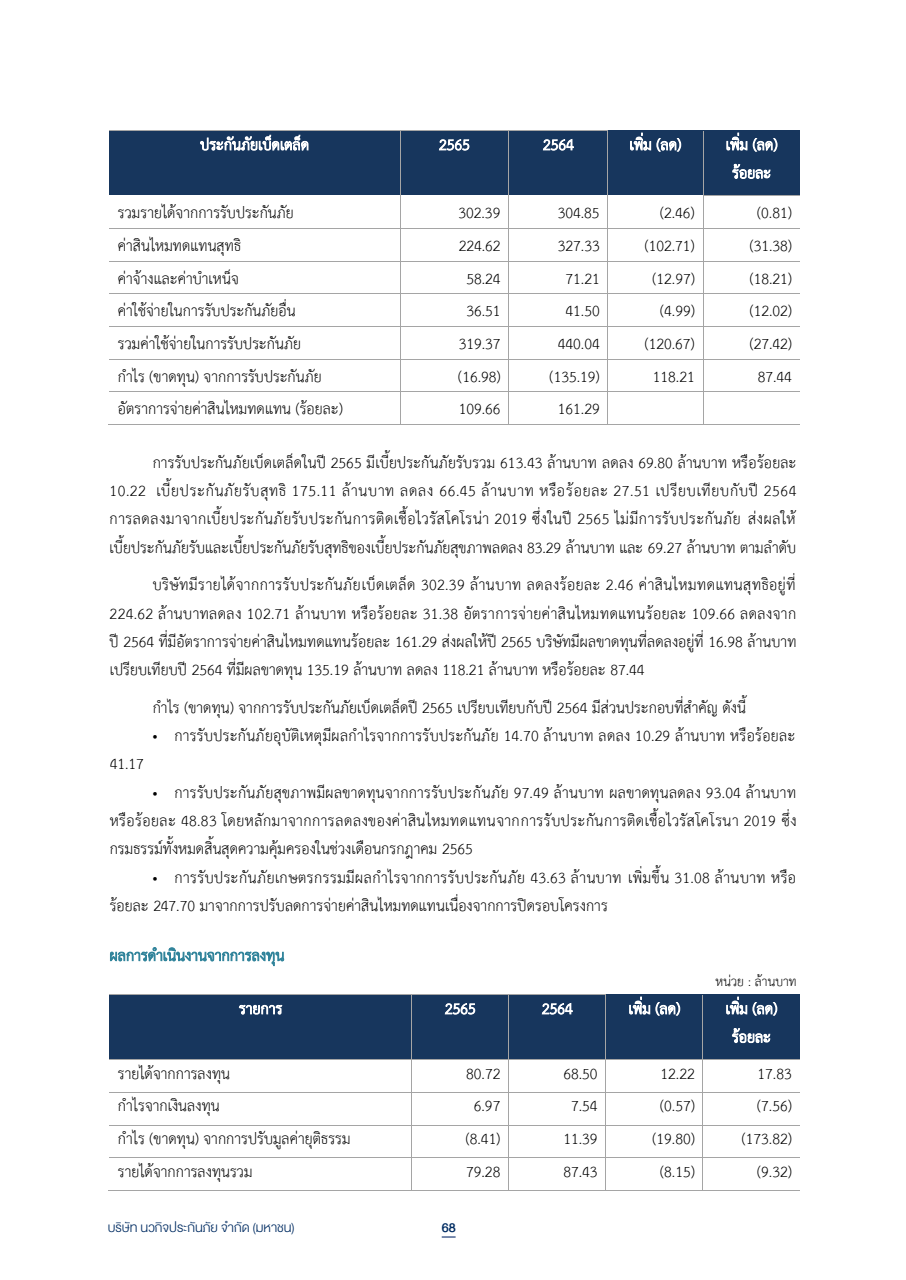 ประกันภัยเบ็ดเตล็ด 2565 2564 เพิ่ม (ลด) เพิ่ม (ลด)
ร้อยละ
รวมรายได้จากการรับประกันภัย 302.39 304.85 (2.46) (0.81)
ค่าสินไหมทดแทนสุทธิ 224.62 327.33 (102.71) (31.38)
ค่าจ้างและค่าบำเหน็จ 58.24 71.21 (12.97) (18.21)
ค่าใช้จ่ายในการรับประกันภัยอื่น 36.51 41.50 (4.99) (12.02)
รวมค่าใช้จ่ายในการรับประกันภัย 319.37 440.04 (120.67) (27.42)
กำไร (ขาดทุน) จากการรับประกันภัย (16.98) (135.19) 118.21 87.44
อัตราการจ่ายค่าสินไหมทดแทน (ร้อยละ) 109.66 161.29
การรับประกันภัยเบ็ดเตล็ดในปี 2565 มีเบี้ยประกันภัยรับรวม 613.43 ล้านบาท ลดลง 69.80 ล้านบาท หรือร้อยละ
10.22 เบี้ยประกันภัยรับสุทธิ 175.11 ล้านบาท ลดลง 66.45 ล้านบาท หรือร้อยละ 27.51 เปรียบเทียบกับปี 2564
การลดลงมาจากเบี้ยประกันภัยรับประกันการติดเชื้อไวรัสโคโรน่า 2019 ซึ่งในปี 2565 ไม่มีการรับประกันภัย ส่งผลให้
เบี้ยประกันภัยรับและเบี้ยประกันภัยรับสุทธิของเบี้ยประกันภัยสุขภาพลดลง 83.29 ล้านบาท และ 69.27 ล้านบาท ตามลำดับ
บริษัทมีรายได้จากการรับประกันภัยเบ็ดเตล็ด 302.39 ล้านบาท ลดลงร้อยละ 2.46 ค่าสินไหมทดแทนสุทธิอยู่ที่
224.62 ล้านบาทลดลง 102.71 ล้านบาท หรือร้อยละ 31.38 อัตราการจ่ายค่าสินไหมทดแทนร้อยละ 109.66 ลดลงจาก
ปี 2564 ที่มีอัตราการจ่ายค่าสินไหมทดแทนร้อยละ 161.29 ส่งผลให้ปี 2565 บริษัทมีผลขาดทุนที่ลดลงอยู่ที่ 16.98 ล้านบาท
เปรียบเทียบปี 2564 ที่มีผลขาดทุน 135.19 ล้านบาท ลดลง 118.21 ล้านบาท หรือร้อยละ 87.44
กำไร (ขาดทุน) จากการรับประกันภัยเบ็ดเตล็ดปี 2565 เปรียบเทียบกับปี 2564 มีส่วนประกอบที่สำคัญ ดังนี้
• การรับประกันภัยอุบัติเหตุมีผลกำไรจากการรับประกันภัย 14.70 ล้านบาท ลดลง 10.29 ล้านบาท หรือร้อยละ
41.17
• การรับประกันภัยสุขภาพมีผลขาดทุนจากการรับประกันภัย 97.49 ล้านบาท ผลขาดทุนลดลง 93.04 ล้านบาท
หรือร้อยละ 48.83 โดยหลักมาจากการลดลงของค่าสินไหมทดแทนจากการรับประกันการติดเชื้อไวรัสโคโรนา 2019 ซึ่ง
กรมธรรม์ทั้งหมดสิ้นสุดความคุ้มครองในช่วงเดือนกรกฎาคม 2565
• การรับประกันภัยเกษตรกรรมมีผลกำไรจากการรับประกันภัย 43.63 ล้านบาท เพิ่มขึ้น 31.08 ล้านบาท หรือ
ร้อยละ 247.70 มาจากการปรับลดการจ่ายค่าสินไหมทดแทนเนื่องจากการปิดรอบโครงการ
ผลการดำเนินงานจากการลงทุน
หน่วย : ล้านบาท
รายการ 2565 2564 เพิ่ม (ลด) เพิ่ม (ลด)
ร้อยละ
รายได้จากการลงทุน 80.72 68.50 12.22 17.83
กำไรจากเงินลงทุน 6.97 7.54 (0.57) (7.56)
กำไร (ขาดทุน) จากการปรับมูลค่ายุติธรรม (8.41) 11.39 (19.80) (173.82)
รายได้จากการลงทุนรวม 79.28 87.43 (8.15) (9.32)
บริษัท นวกิจประกันภัย จำกัด (มหาชน) 68